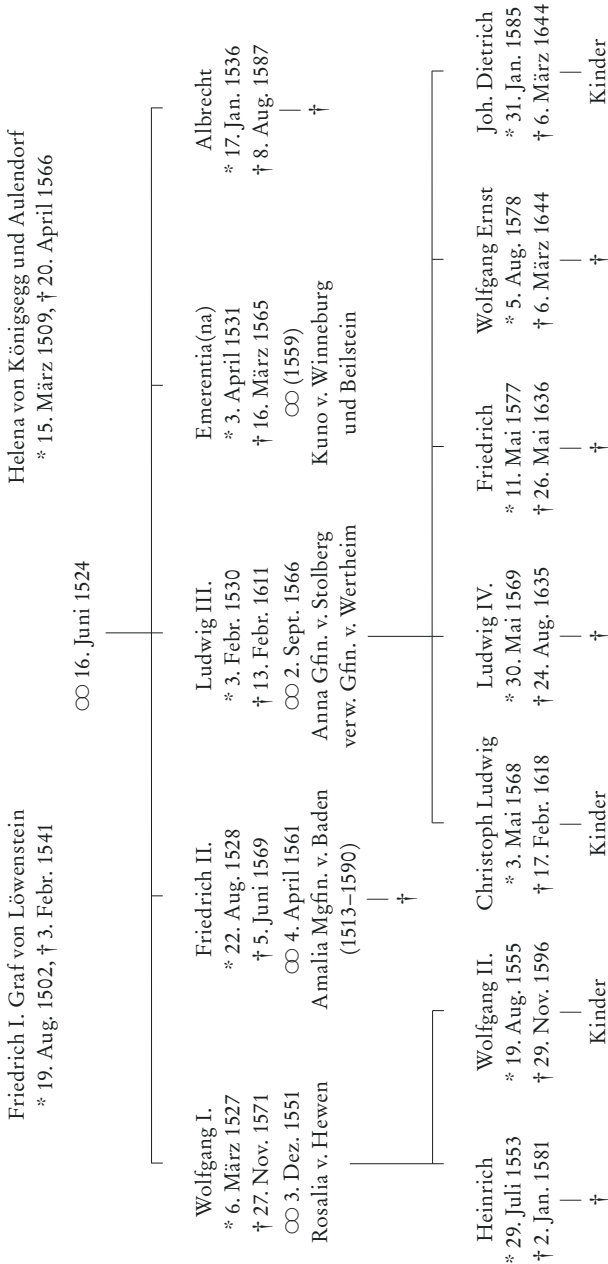 Friedrich I. Graf von Löwenstein
* 19. Aug. 1502, † 3. Febr. 1541
Helena von Königsegg und Aulendorf
* 15. März 1509, † 20. April 1566
∞ 16. Juni 1524
Wolfgang I.
* 6. März 1527
† 27. Nov. 1571
∞ 3. Dez. 1551
Rosalia v. Hewen
Friedrich II.
* 22. Aug. 1528
† 5. Juni 1569
∞ 4. April 1561
Amalia Mgfin. v. Baden
(1513–1590)
†
Ludwig III.
* 3. Febr. 1530
† 13. Febr. 1611
∞ 2. Sept. 1566
Anna Gfin. v. Stolberg
verw. Gfin. v. Wertheim
Emerentia(na)
* 3. April 1531
† 16. März 1565
∞ (1559)
Kuno v. Winneburg
und Beilstein
Albrecht
* 17. Jan. 1536
† 8. Aug. 1587
†
Heinrich
* 29. Juli 1553
† 2. Jan. 1581
†
Wolfgang II.
* 19. Aug. 1555
† 29. Nov. 1596
Kinder
Christoph Ludwig
* 3. Mai 1568
† 17. Febr. 1618
Kinder
Ludwig IV.
* 30. Mai 1569
† 24. Aug. 1635
†
Friedrich
* 11. Mai 1577
† 26. Mai 1636
†
Wolfgang Ernst
* 5. Aug. 1578
† 6. März 1644
†
Joh. Dietrich
* 31. Jan. 1585
† 6. März 1644
Kinder